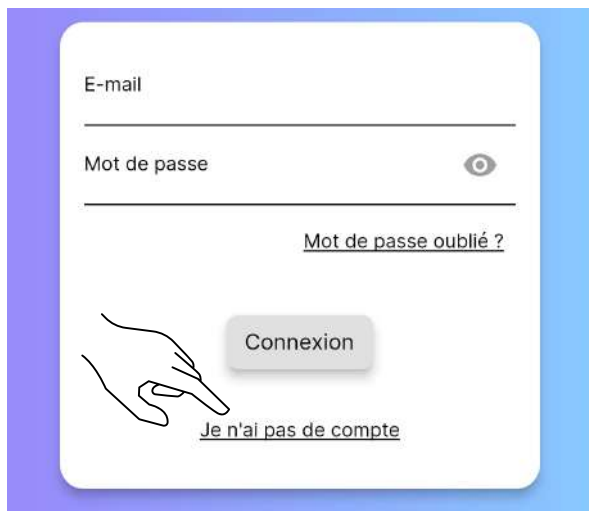 E-mail
Mot de passe
Mot de passe oublié ?
Connexion
Je n'ai pas de compte